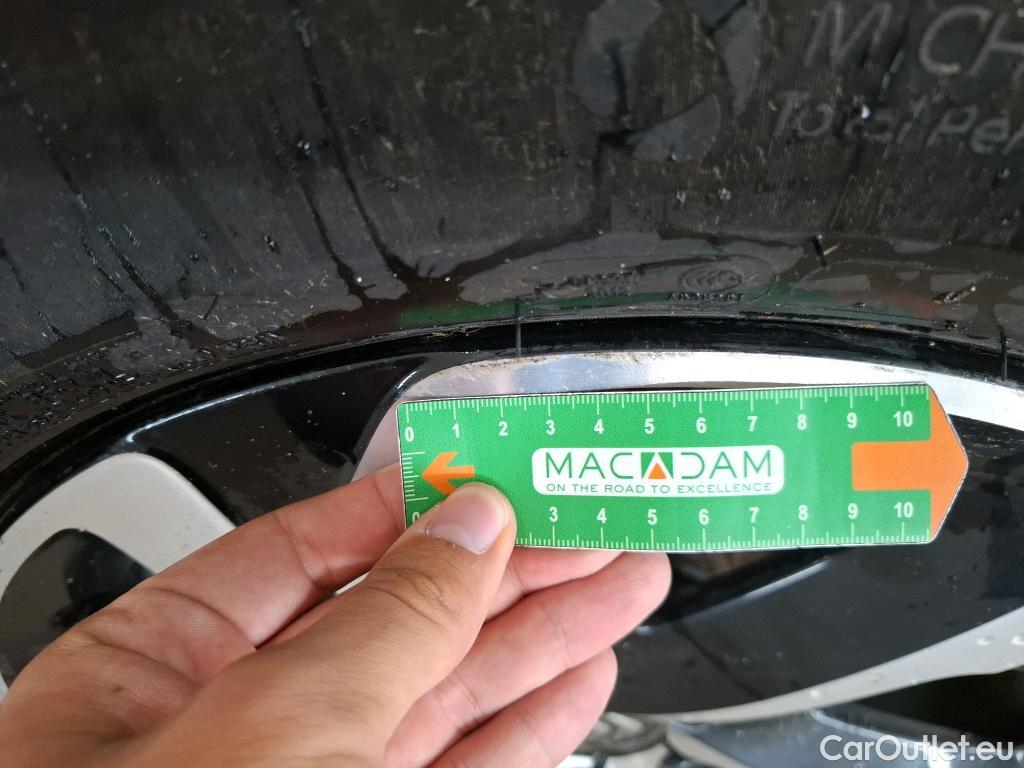 MICH
Total Per
0 1 2 3 4 5 6 7 8 9 10
MACADAM
ON THE ROAD TO EXCELLENCE
0 3 4 5 6 7 8 9 10
CarOutlet.eu